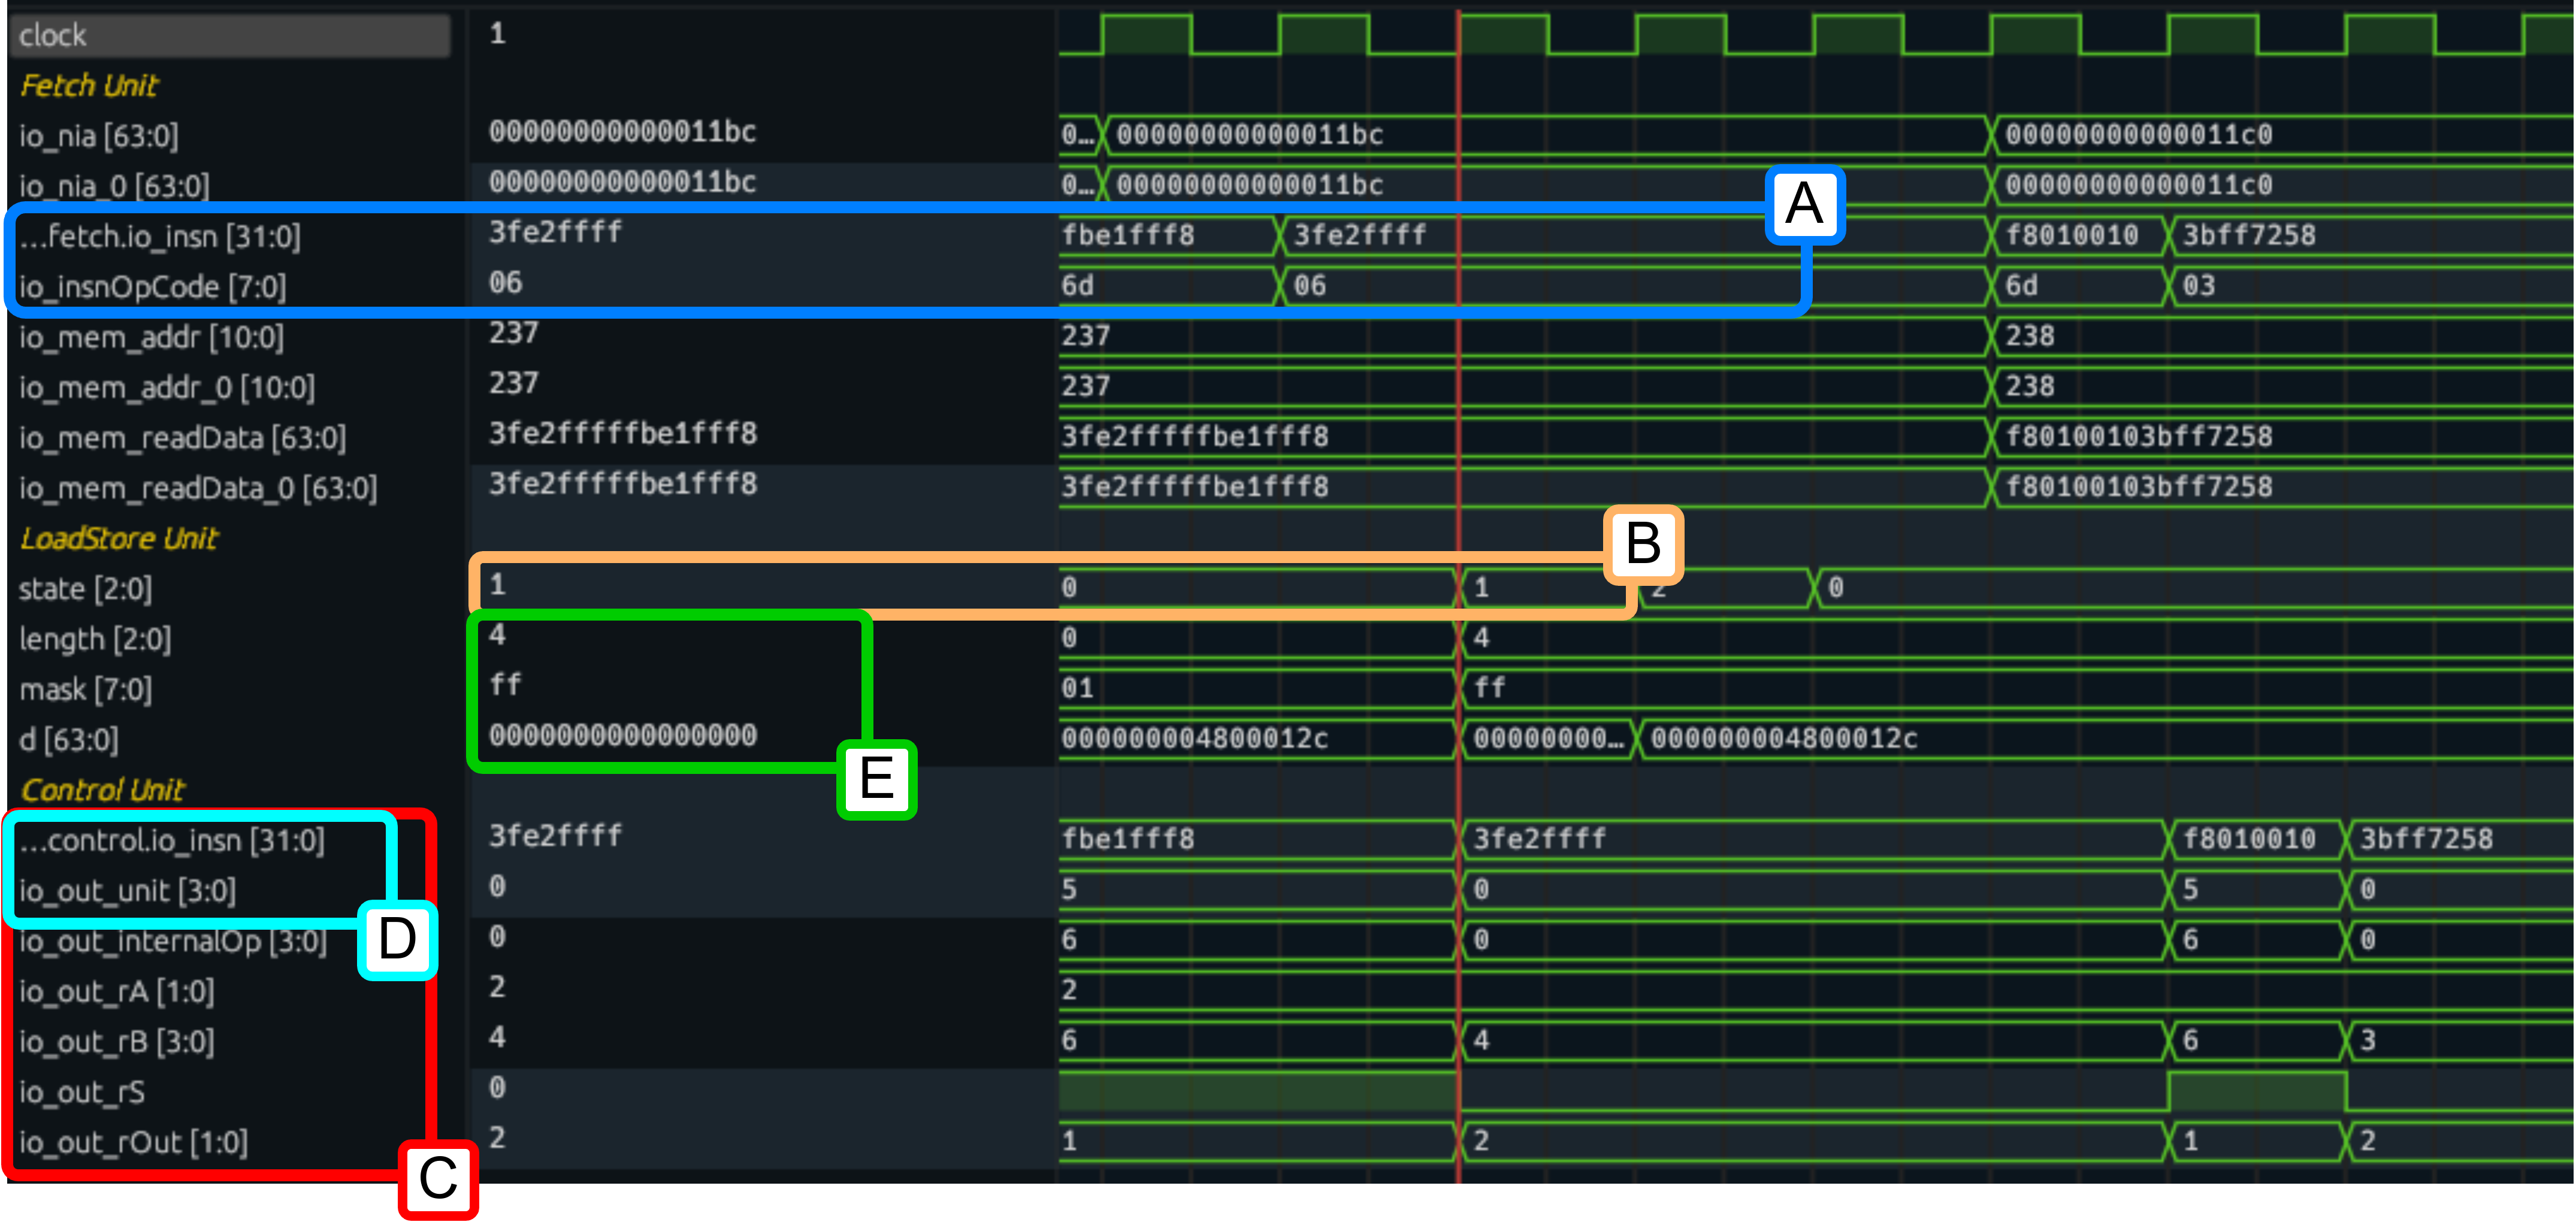 clock 1
Fetch Unit
io_nia [63:0] 00000000000011bc 0… 00000000000011bc 00000000000011c0
io_nia_0 [63:0] 00000000000011bc 0… 00000000000011bc 00000000000011c0
A
…fetch.io_insn [31:0] 3fe2ffff fbe1fff8 3fe2ffff f8010010 3bff7258
io_insnOpCode [7:0] 06 6d 06 6d 03
io_mem_addr [10:0] 237 237 238
io_mem_addr_0 [10:0] 237 237 238
io_mem_readData [63:0] 3fe2fffffbe1fff8 3fe2fffffbe1fff8 f80100103bff7258
io_mem_readData_0 [63:0] 3fe2fffffbe1fff8 3fe2fffffbe1fff8 f80100103bff7258
LoadStore Unit
B
state [2:0] 1 0 1 2 0
length [2:0] 4 0 4
mask [7:0] ff 01 ff
d [63:0] 0000000000000000 000000004800012c 00000000… 000000004800012c
E
Control Unit
…control.io_insn [31:0] 3fe2ffff fbe1fff8 3fe2ffff f8010010 3bff7258
io_out_unit [3:0] 0 5 0 5 0
D
io_out_internalOp [3:0] 0 6 0 6 0
io_out_rA [1:0] 2 2
io_out_rB [3:0] 4 6 4 6 3
io_out_rS 0
io_out_rOut [1:0] 2 1 2 1 2
C